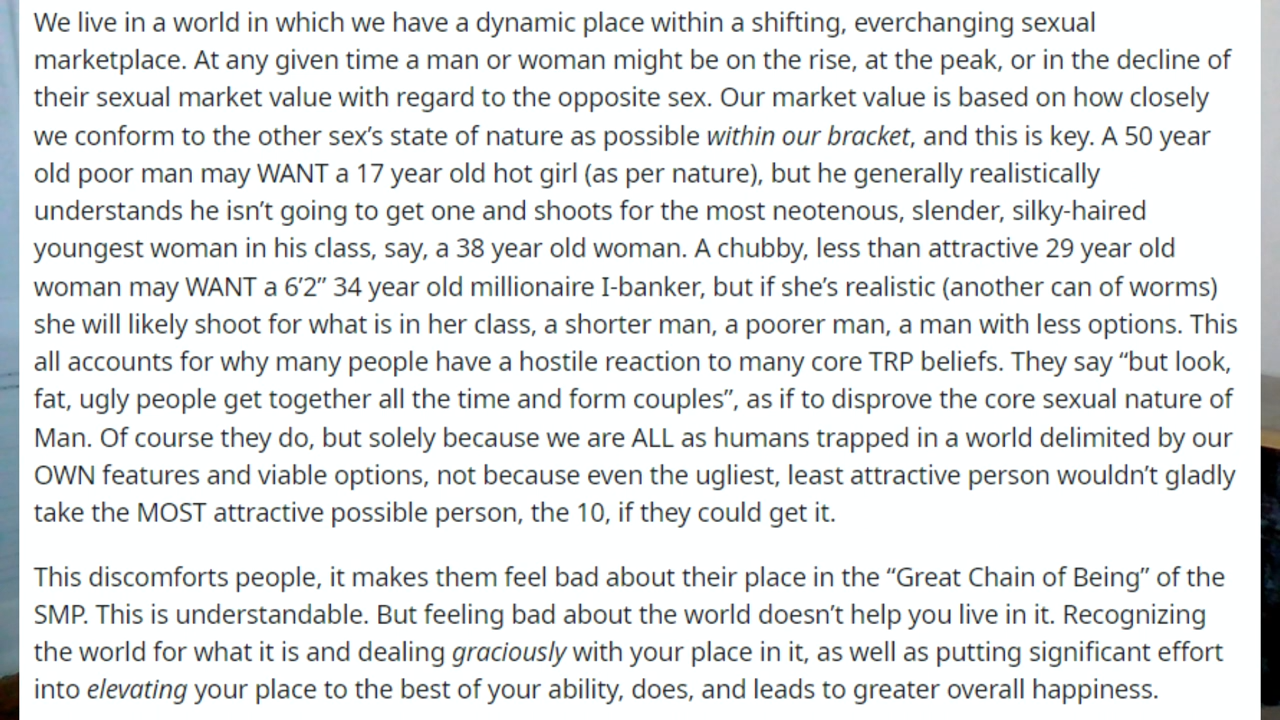 We live in a world in which we have a dynamic place within a shifting, everchanging sexual
marketplace. At any given time a man or woman might be on the rise, at the peak, or in the decline of
their sexual market value with regard to the opposite sex. Our market value is based on how closely
we conform to the other sex’s state of nature as possible within our bracket, and this is key. A 50 year
old poor man may WANT a 17 year old hot girl (as per nature), but he generally realistically
understands he isn’t going to get one and shoots for the most neotenous, slender, silky-haired
youngest woman in his class, say, a 38 year old woman. A chubby, less than attractive 29 year old
woman may WANT a 6’2” 34 year old millionaire I-banker, but if she’s realistic (another can of worms)
she will likely shoot for what is in her class, a shorter man, a poorer man, a man with less options. This
all accounts for why many people have a hostile reaction to many core TRP beliefs. They say “but look,
fat, ugly people get together all the time and form couples”, as if to disprove the core sexual nature of
Man. Of course they do, but solely because we are ALL as humans trapped in a world delimited by our
OWN features and viable options, not because even the ugliest, least attractive person wouldn’t gladly
take the MOST attractive possible person, the 10, if they could get it.
This discomforts people, it makes them feel bad about their place in the “Great Chain of Being” of the
SMP. This is understandable. But feeling bad about the world doesn’t help you live in it. Recognizing
the world for what it is and dealing graciously with your place in it, as well as putting significant effort
into elevating your place to the best of your ability, does, and leads to greater overall happiness.